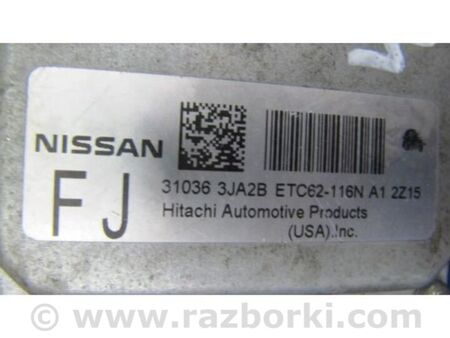 NISSAN
FJ
31036 3JA2B ETC62-116N A1 2Z15
Hitachi Automotive Products
(USA),Inc.
© www.razborki.com